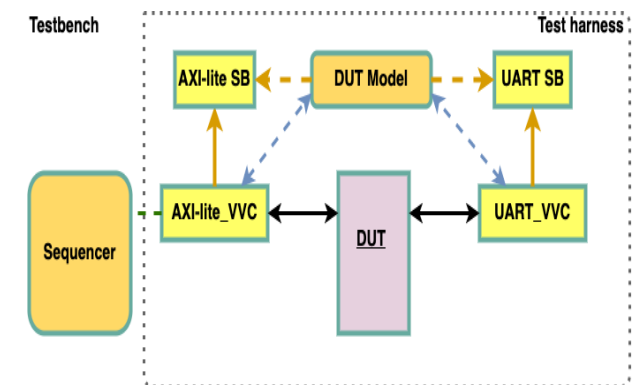 Testbench
Test harness
AXI-lite SB
DUT Model
UART SB
AXI-lite_VVC
UART_VVC
DUT
Sequencer